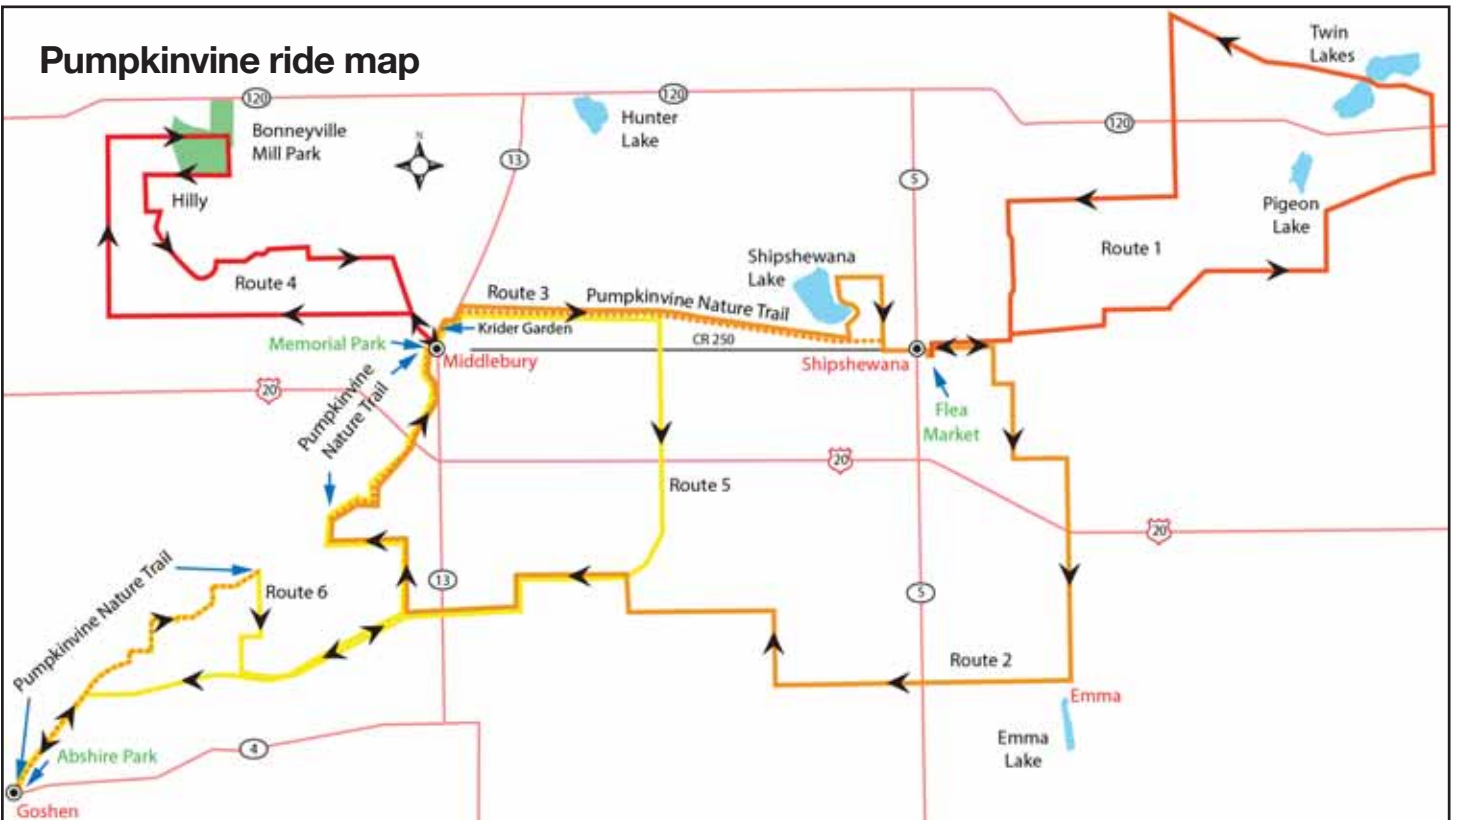 Pumpkinvine ride map
Twin
Lakes
120
120
120
Bonneyville
Mill Park
Hunter
Lake
N
13
5
Hilly
Pigeon
Lake
Route 1
Shipshewana
Lake
Route 4
Route 3
Pumpkinvine Nature Trail
Krider Garden
CR 250
Memorial Park
Middlebury
Shipshewana
20
Pumpkinvine
Nature Trail
Flea
Market
20
Route 5
20
Pumpkinvine Nature Trail
Route 6
13
5
Route 2
Emma
Emma
Lake
4
Abshire Park
Goshen